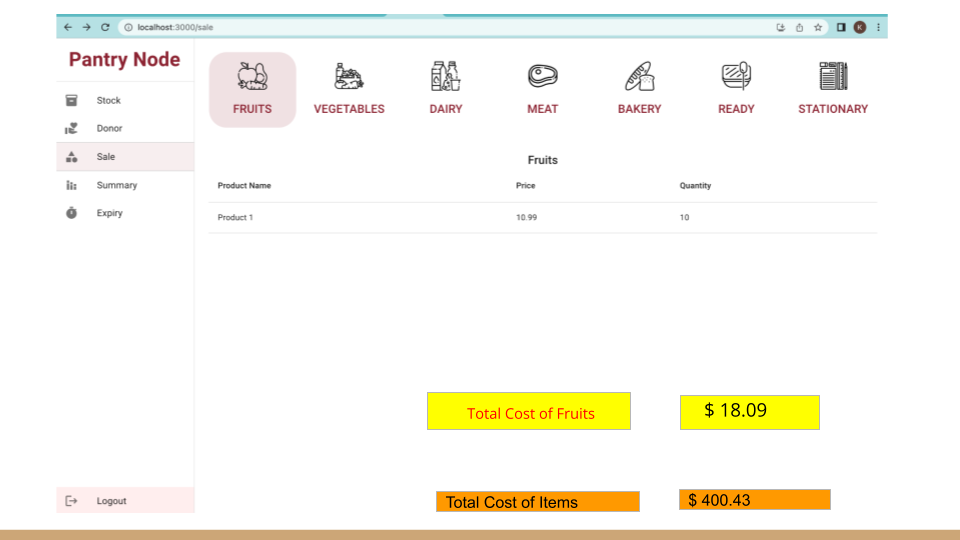 localhost:3000/sale
K
Pantry Node
Stock
Donor
Sale
Summary
Expiry
Logout
FRUITS VEGETABLES DAIRY MEAT BAKERY READY STATIONARY
Fruits
Product Name Price Quantity
Product 1 10.99 10
Total Cost of Fruits $ 18.09
Total Cost of Items $ 400.43